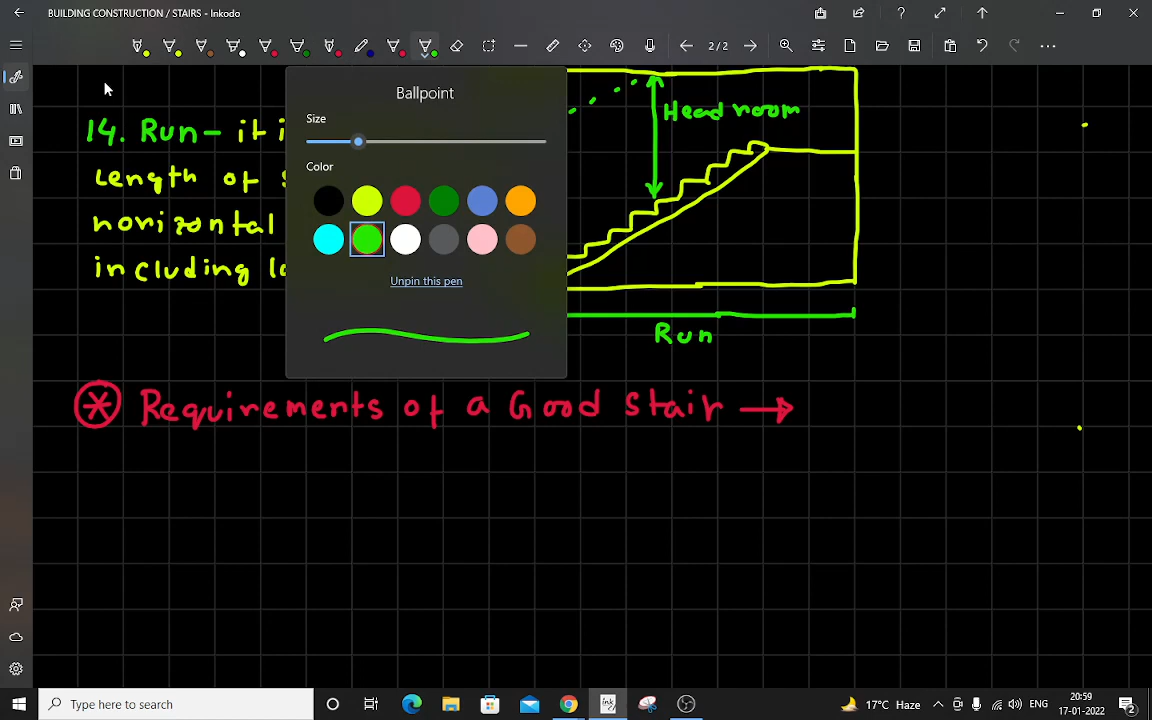 BUILDING CONSTRUCTION / STAIRS - Inkodo
2/2
Ballpoint
Size
Color
Unpin this pen
Head room
14. Run- it i
Length of s
horizontal
including la
Run
Requirements of a Good stair →
Type here to search
17°C Haze
ENG
20:59
17-01-2022
2